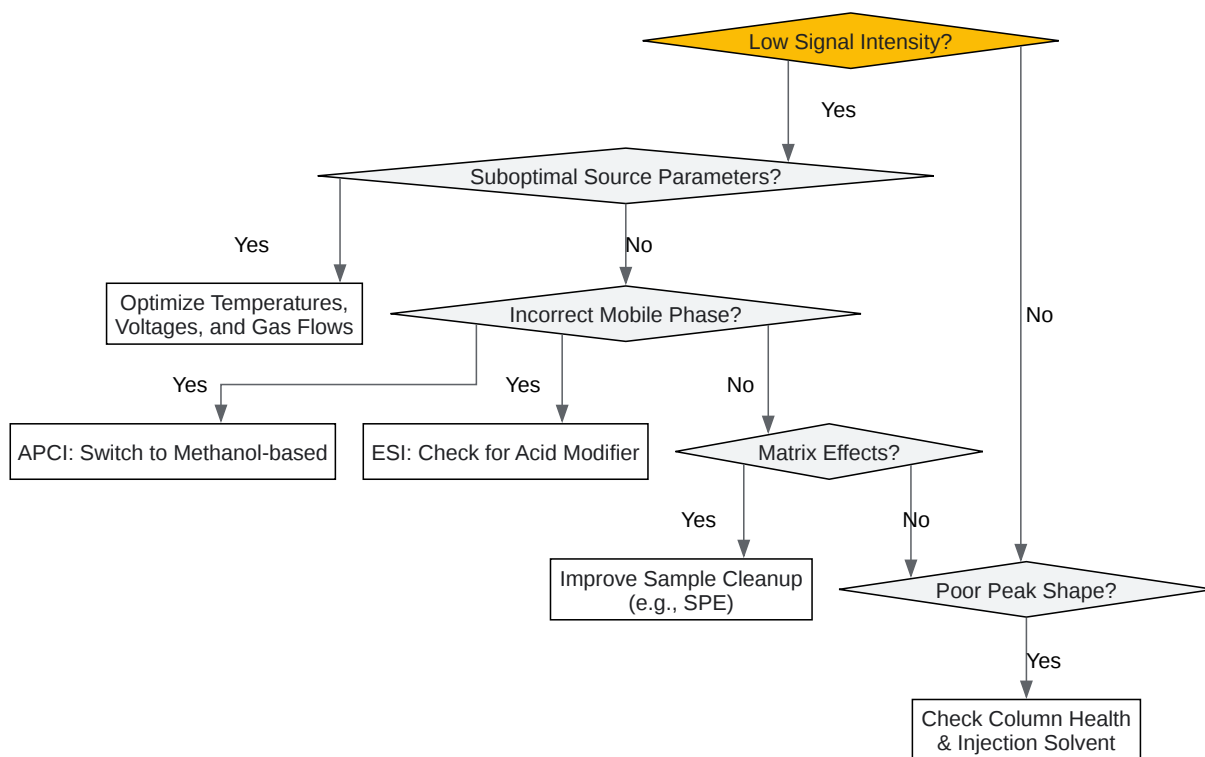 Low Signal Intensity?
Yes
Suboptimal Source Parameters?
Yes
No
Optimize Temperatures,
Voltages, and Gas Flows
Incorrect Mobile Phase?
No
Yes
Yes
No
APCI: Switch to Methanol-based
ESI: Check for Acid Modifier
Matrix Effects?
Yes
No
Improve Sample Cleanup
(e.g., SPE)
Poor Peak Shape?
Yes
Check Column Health
& Injection Solvent